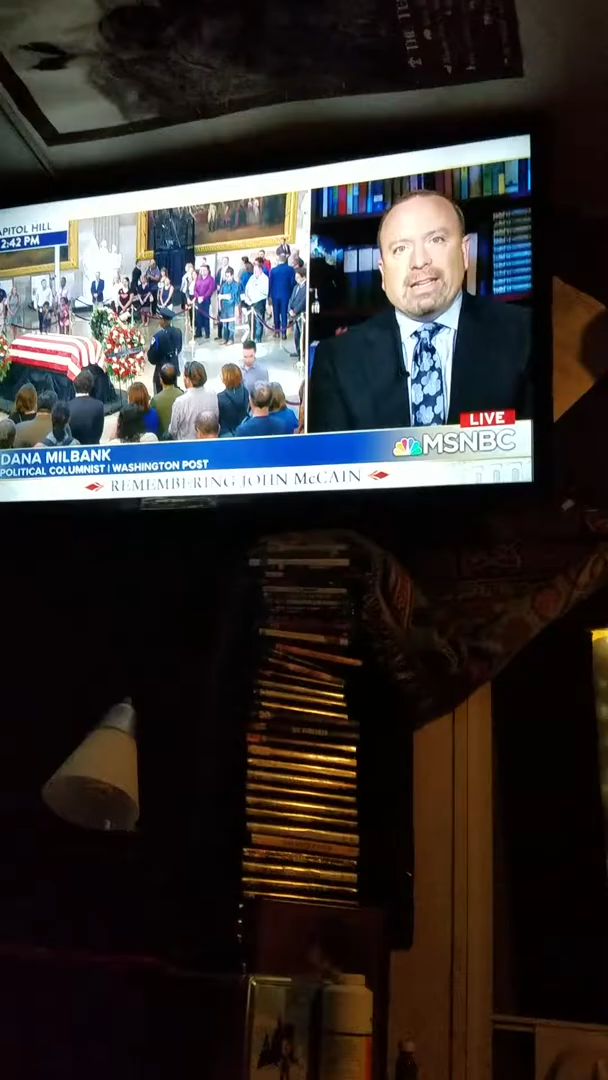 APITOL HILL
2:42 PM
LIVE
MSNBC
DANA MILBANK
POLITICAL COLUMNIST | WASHINGTON POST
REMEMBERING JOHN McCAIN